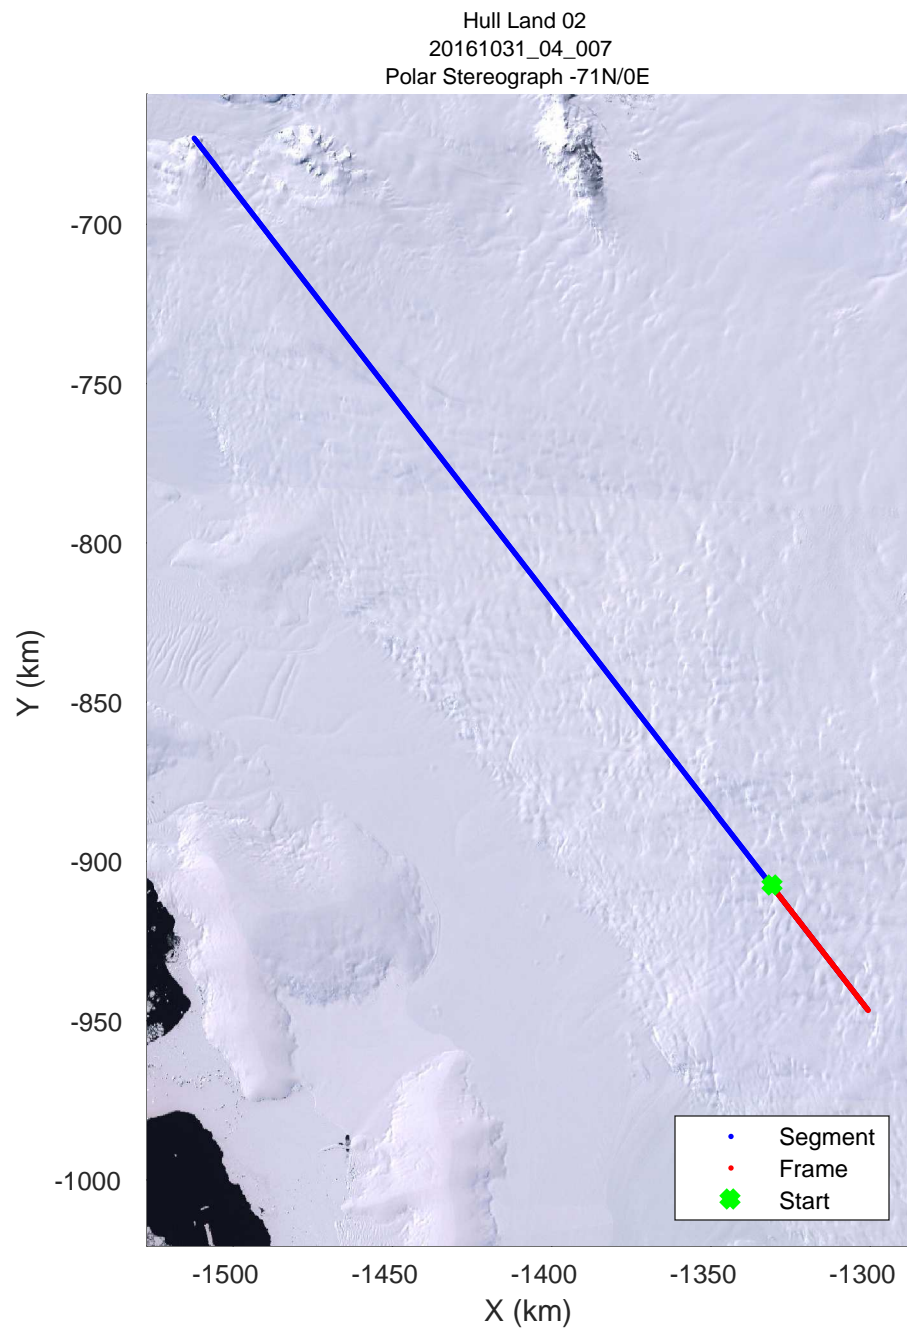 Hull Land 02
20161031_04_007
Polar Stereograph -71N/0E
-700
-750
-800
-850
-900
-950
-1000
Y (km)
-1500
-1450
-1400
-1350
-1300
X (km)
Segment
Frame
Start